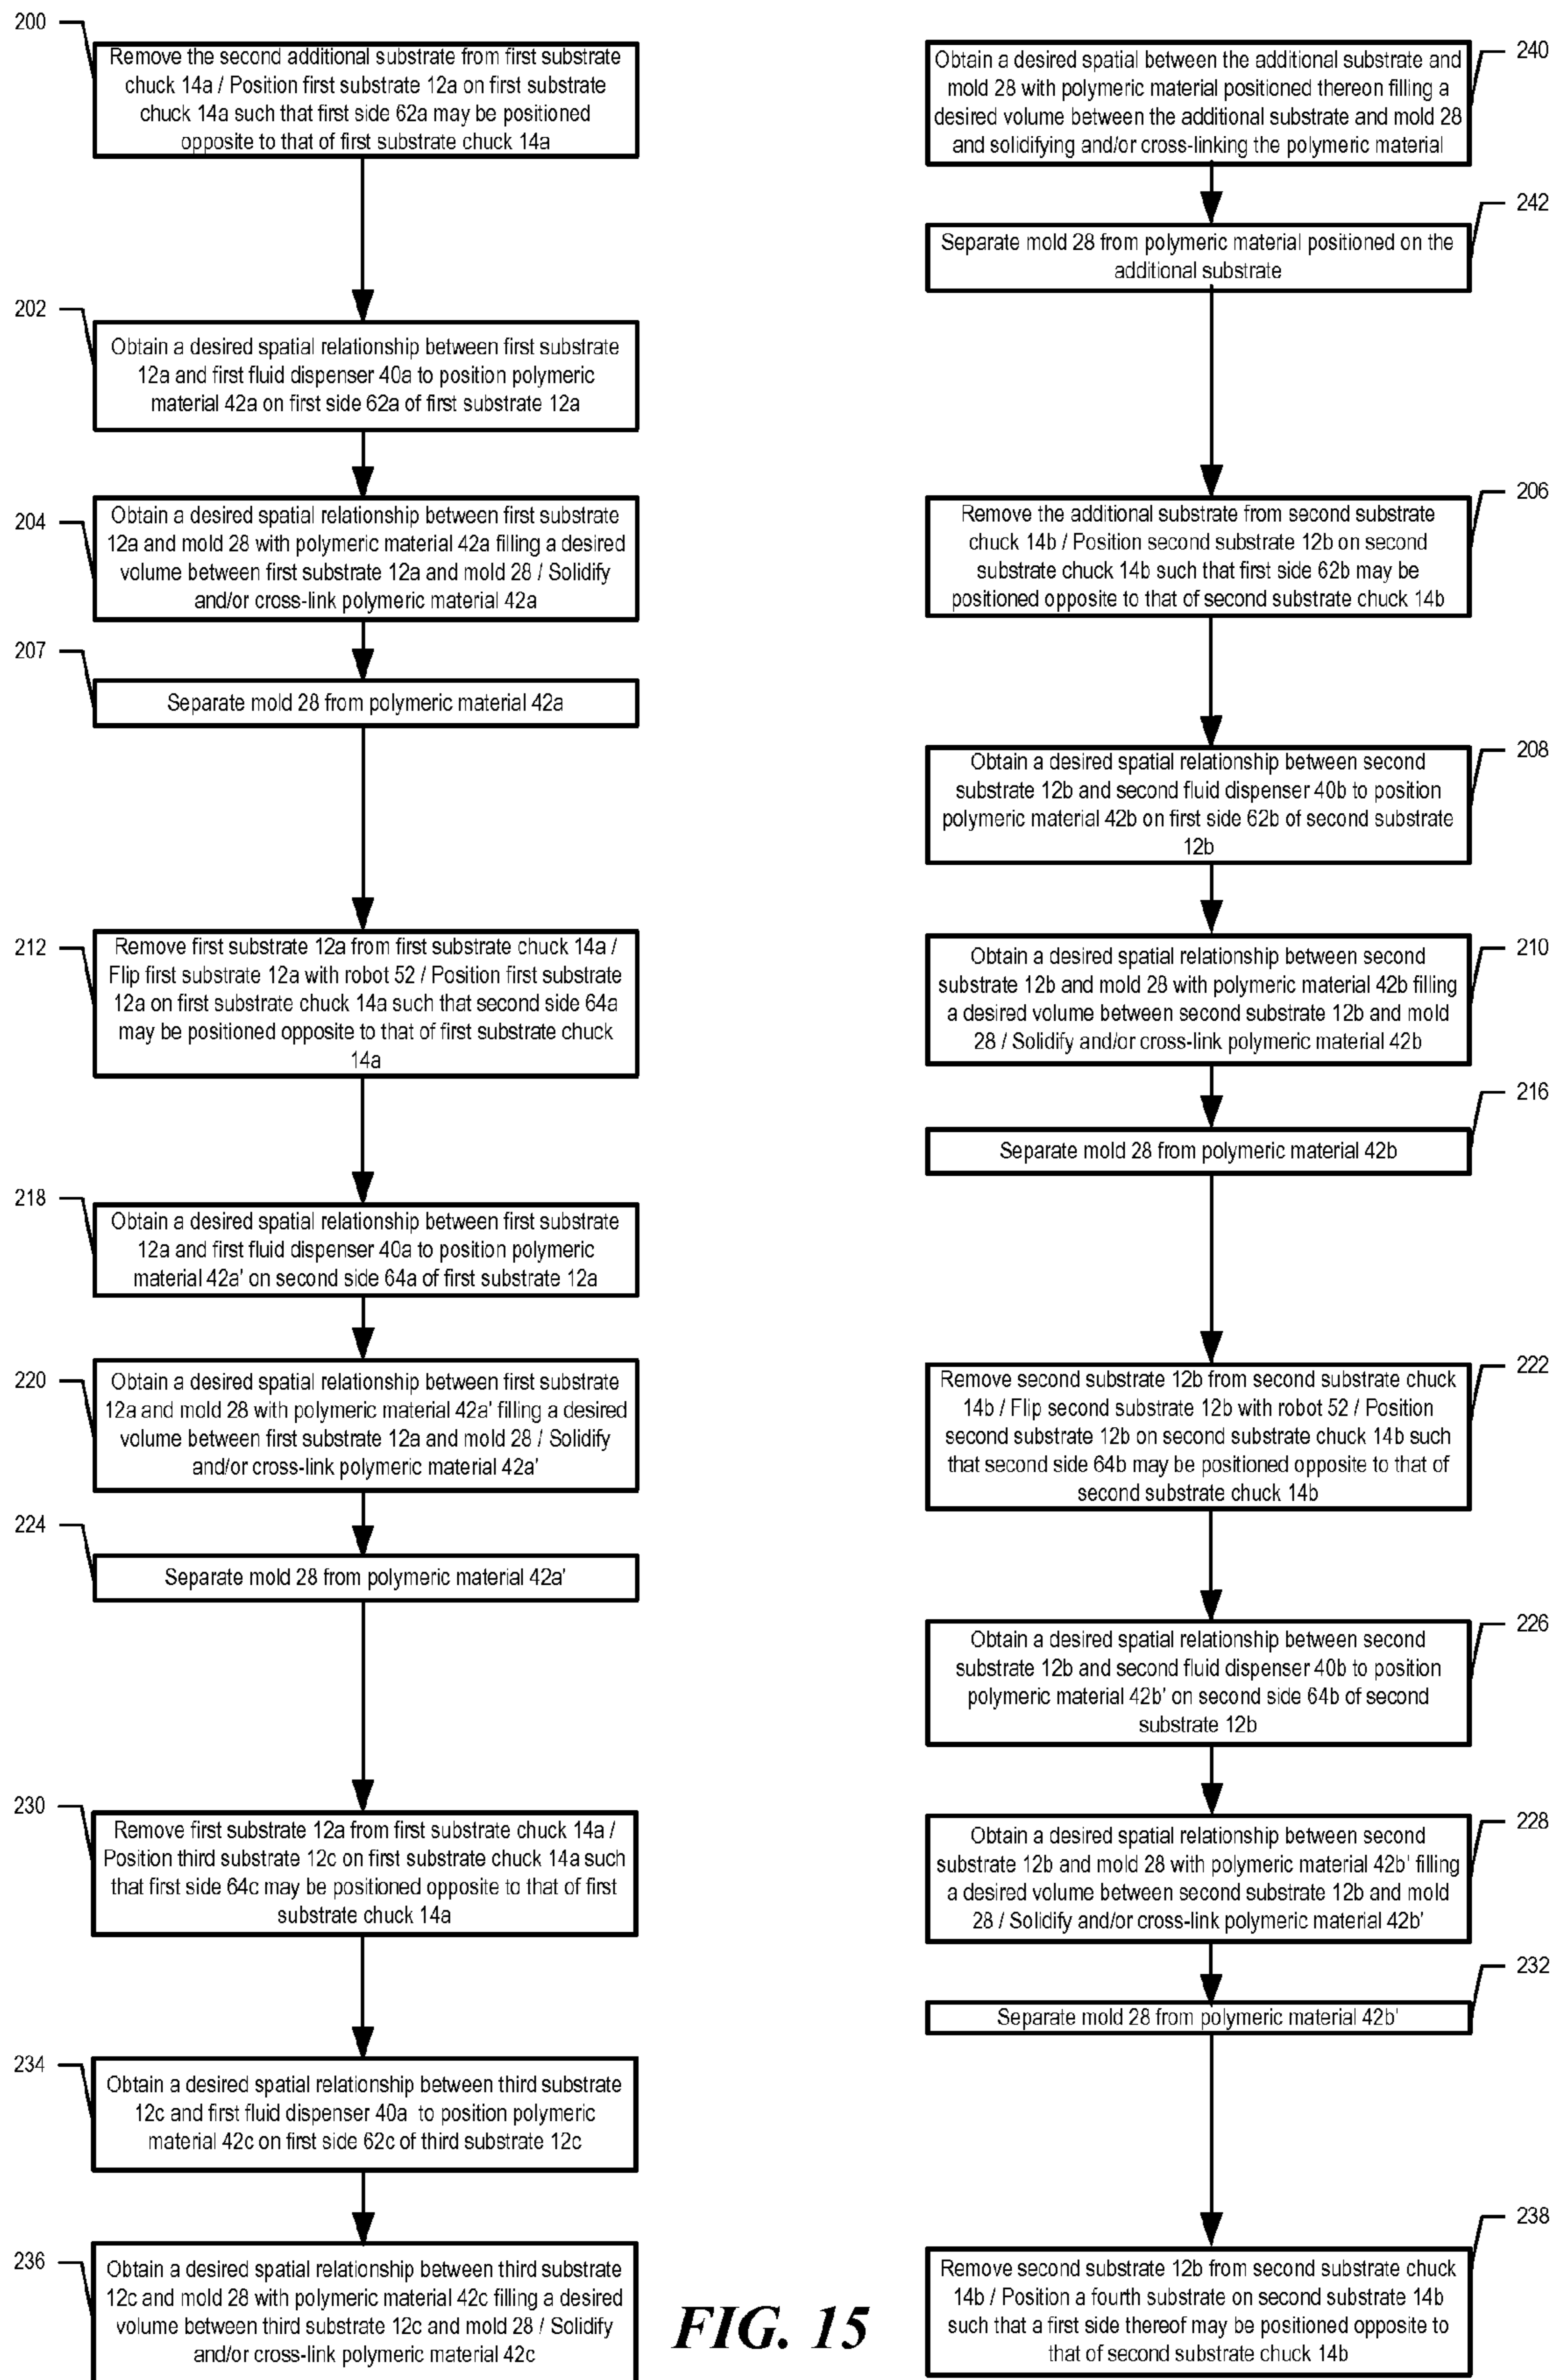 200
Remove the second additional substrate from first substrate
chuck 14a / Position first substrate 12a on first substrate
chuck 14a such that first side 62a may be positioned
opposite to that of first substrate chuck 14a
202
Obtain a desired spatial relationship between first substrate
12a and first fluid dispenser 40a to position polymeric
material 42a on first side 62a of first substrate 12a
204
Obtain a desired spatial relationship between first substrate
12a and mold 28 with polymeric material 42a filling a desired
volume between first substrate 12a and mold 28 / Solidify
and/or cross-link polymeric material 42a
207
Separate mold 28 from polymeric material 42a
212
Remove first substrate 12a from first substrate chuck 14a /
Flip first substrate 12a with robot 52 / Position first substrate
12a on first substrate chuck 14a such that second side 64a
may be positioned opposite to that of first substrate chuck
14a
218
Obtain a desired spatial relationship between first substrate
12a and first fluid dispenser 40a to position polymeric
material 42a' on second side 64a of first substrate 12a
220
Obtain a desired spatial relationship between first substrate
12a and mold 28 with polymeric material 42a' filling a desired
volume between first substrate 12a and mold 28 / Solidify
and/or cross-link polymeric material 42a'
224
Separate mold 28 from polymeric material 42a'
230
Remove first substrate 12a from first substrate chuck 14a /
Position third substrate 12c on first substrate chuck 14a such
that first side 64c may be positioned opposite to that of first
substrate chuck 14a
234
Obtain a desired spatial relationship between third substrate
12c and first fluid dispenser 40a to position polymeric
material 42c on first side 62c of third substrate 12c
236
Obtain a desired spatial relationship between third substrate
12c and mold 28 with polymeric material 42c filling a desired
volume between third substrate 12c and mold 28 / Solidify
and/or cross-link polymeric material 42c
240
Obtain a desired spatial between the additional substrate and
mold 28 with polymeric material positioned thereon filling a
desired volume between the additional substrate and mold 28
and solidifying and/or cross-linking the polymeric material
242
Separate mold 28 from polymeric material positioned on the
additional substrate
206
Remove the additional substrate from second substrate
chuck 14b / Position second substrate 12b on second
substrate chuck 14b such that first side 62b may be
positioned opposite to that of second substrate chuck 14b
208
Obtain a desired spatial relationship between second
substrate 12b and second fluid dispenser 40b to position
polymeric material 42b on first side 62b of second substrate
12b
210
Obtain a desired spatial relationship between second
substrate 12b and mold 28 with polymeric material 42b filling
a desired volume between second substrate 12b and mold
28 / Solidify and/or cross-link polymeric material 42b
216
Separate mold 28 from polymeric material 42b
222
Remove second substrate 12b from second substrate chuck
14b / Flip second substrate 12b with robot 52 / Position
second substrate 12b on second substrate chuck 14b such
that second side 64b may be positioned opposite to that of
second substrate chuck 14b
226
Obtain a desired spatial relationship between second
substrate 12b and second fluid dispenser 40b to position
polymeric material 42b' on second side 64b of second
substrate 12b
228
Obtain a desired spatial relationship between second
substrate 12b and mold 28 with polymeric material 42b' filling
a desired volume between second substrate 12b and mold
28 / Solidify and/or cross-link polymeric material 42b'
232
Separate mold 28 from polymeric material 42b'
238
Remove second substrate 12b from second substrate chuck
14b / Position a fourth substrate on second substrate 14b
such that a first side thereof may be positioned opposite to
that of second substrate chuck 14b
FIG. 15